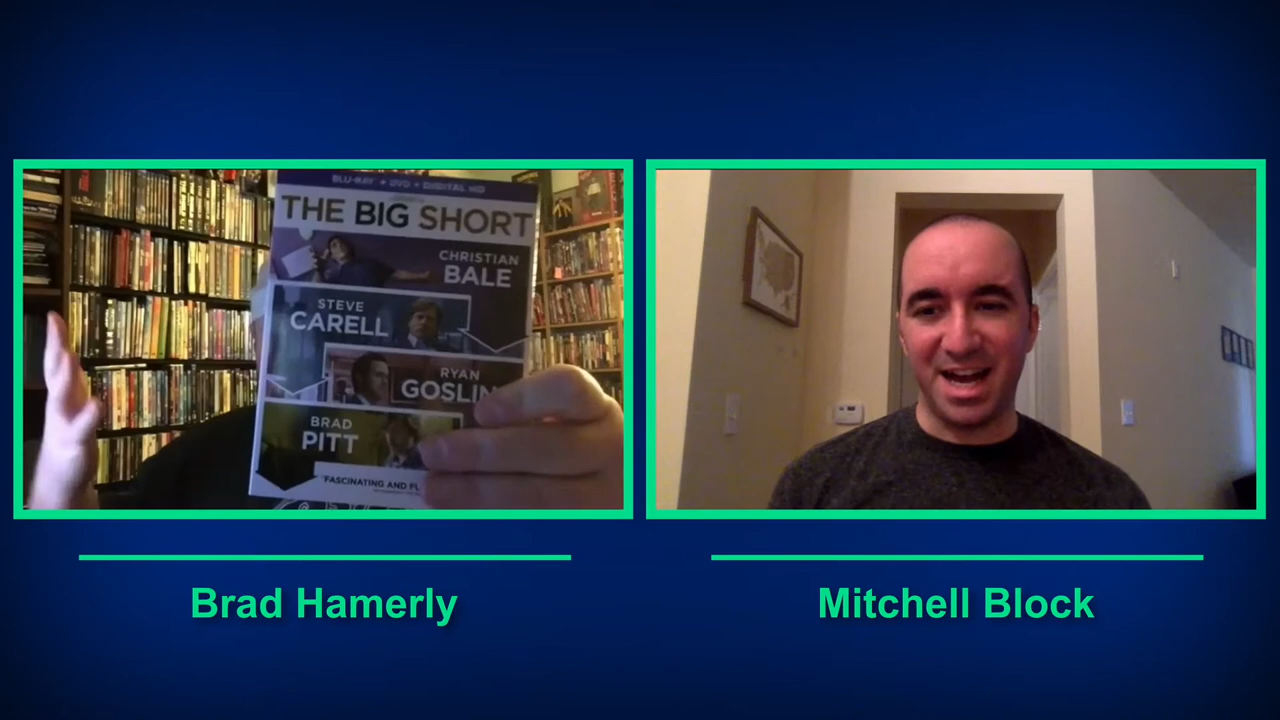 BLU-RAY + DVD + DIGITAL HD
THE BIG SHORT
CHRISTIAN
BALE
STEVE
CARELL
RYAN
GOSLIN
BRAD
PITT
FASCINATING AND FU
Brad Hamerly
Mitchell Block